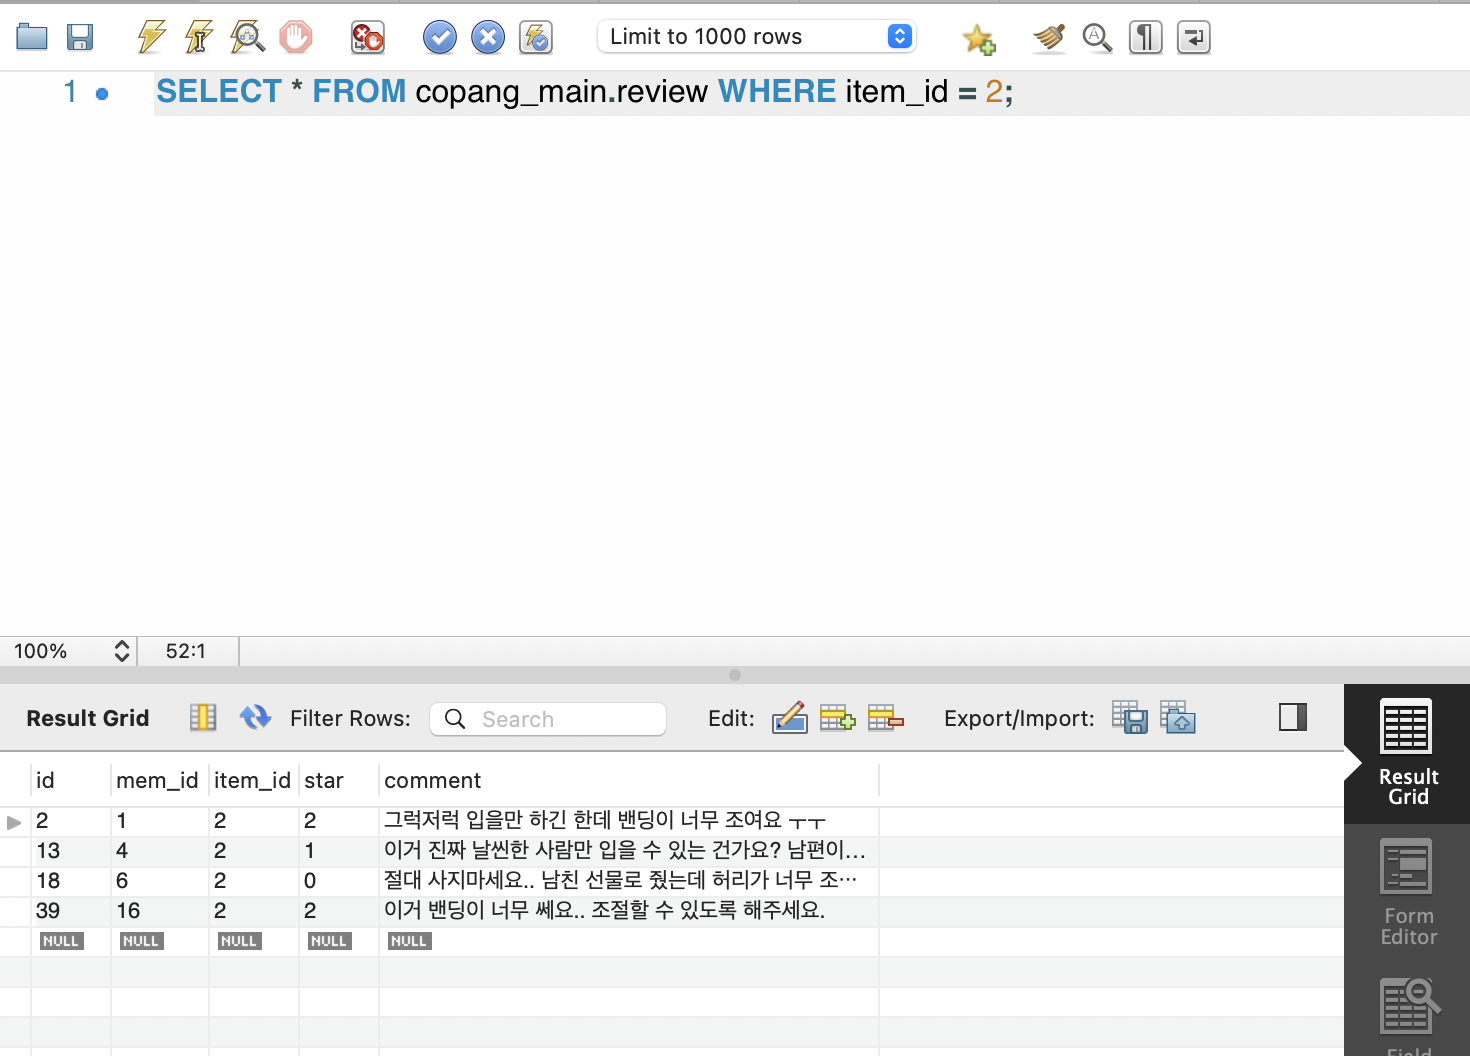 Limit to 1000 rows
1 SELECT * FROM copang_main.review WHERE item_id = 2;
100% 52:1
Result Grid Filter Rows: Search Edit: Export/Import:
id mem_id item_id star comment
2 1 2 2 그럭저럭 입을만 하긴 한데 밴딩이 너무 조여요 ㅜㅜ
13 4 2 1 이거 진짜 날씬한 사람만 입을 수 있는 건가요? 남편이...
18 6 2 0 절대 사지마세요.. 남친 선물로 줬는데 허리가 너무 조...
39 16 2 2 이거 밴딩이 너무 쎄요.. 조절할 수 있도록 해주세요.
NULL NULL NULL NULL NULL
Result
Grid
Form
Editor
Field